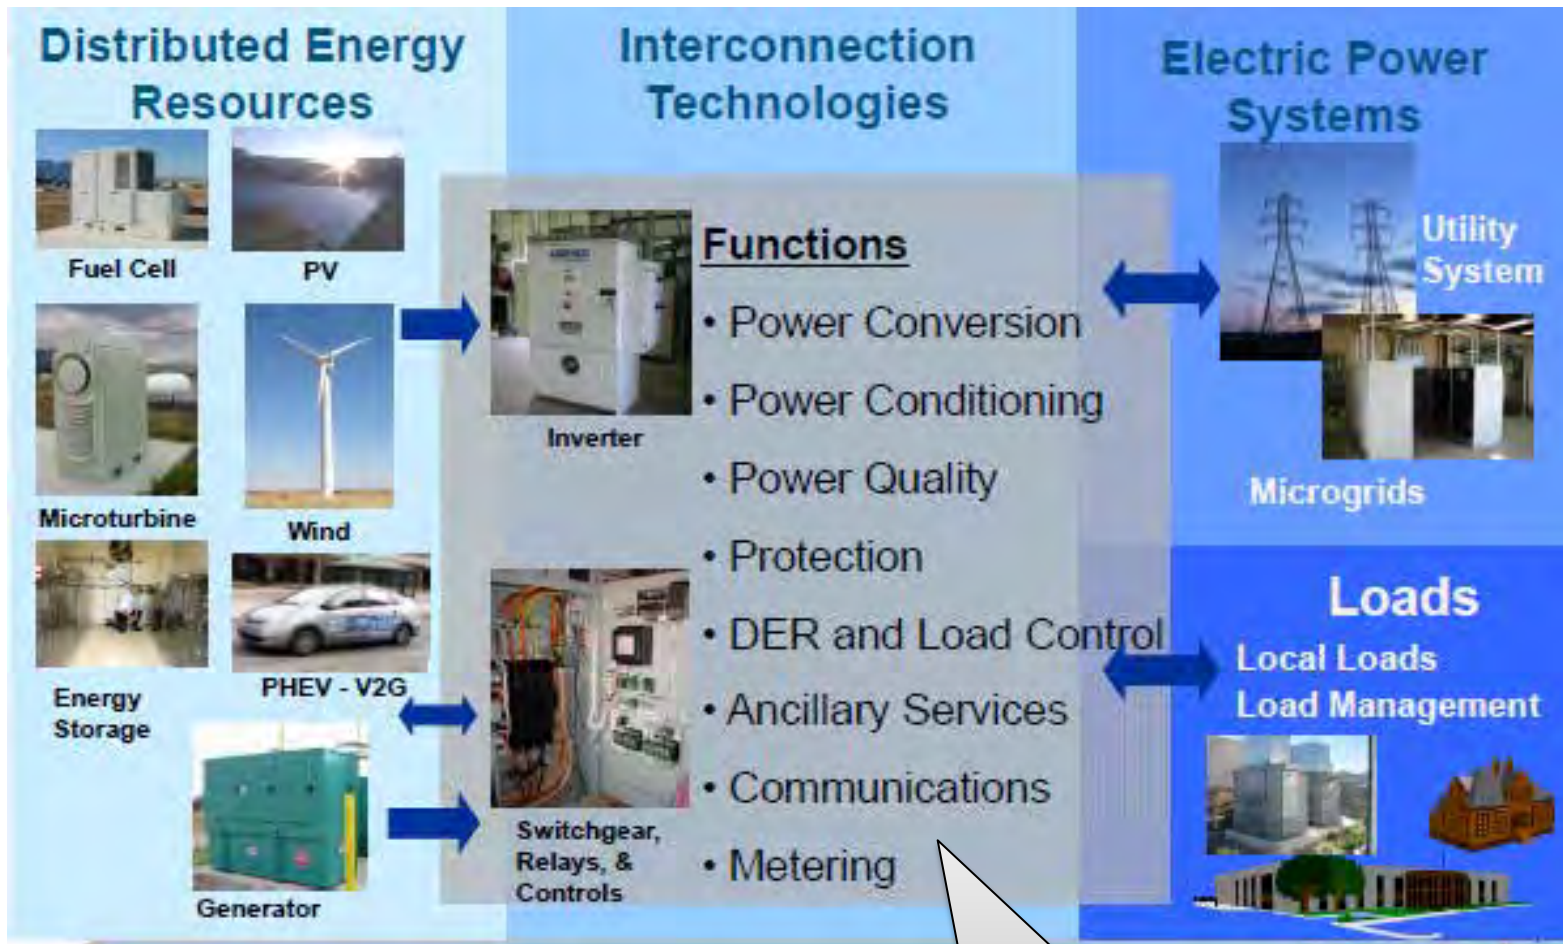 Distributed Energy
Resources
Fuel Cell
PV
Microturbine
Wind
Energy
Storage
PHEV - V2G
Generator
Interconnection
Technologies
Inverter
Switchgear,
Relays, &
Controls
Functions
• Power Conversion
• Power Conditioning
• Power Quality
• Protection
• DER and Load Control
• Ancillary Services
• Communications
• Metering
Electric Power
Systems
Utility
System
Microgrids
Loads
Local Loads
Load Management